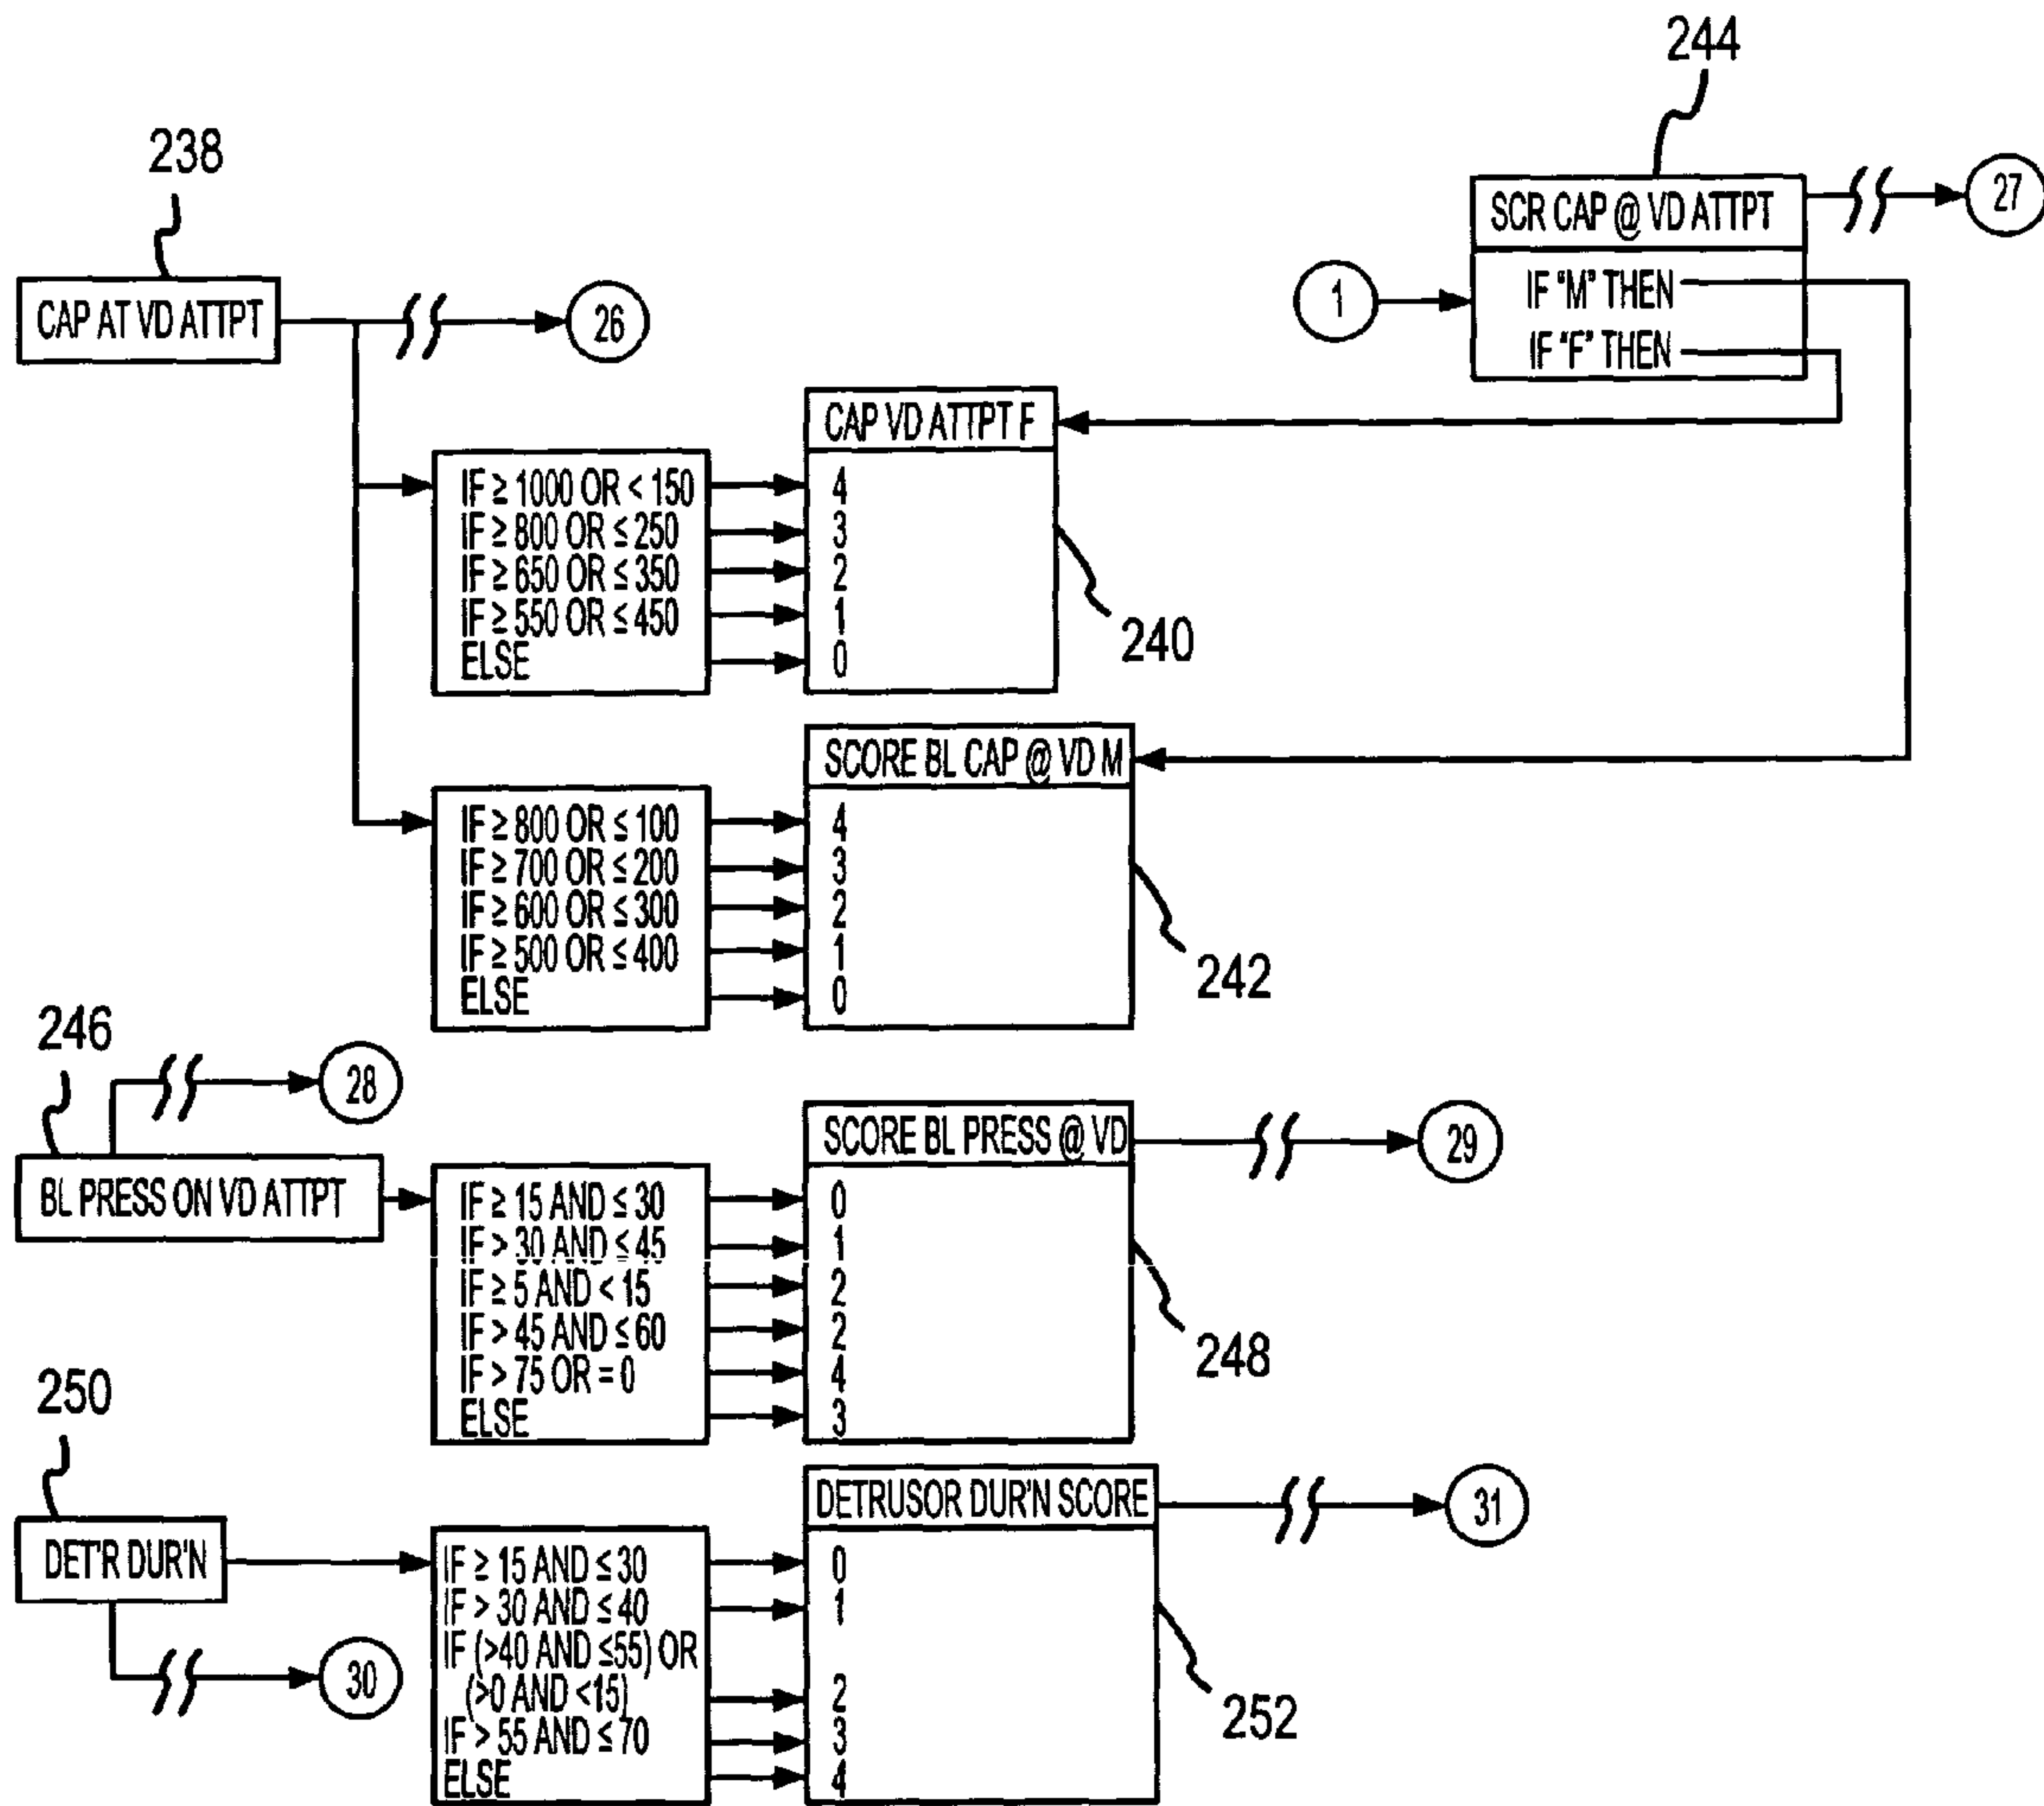 244
238
SCR CAP @ VD ATTPT
27
CAP AT VD ATTPT
26
1
IF "M" THEN
IF "F" THEN
CAP VD ATTPT F
IF ≥ 1000 OR < 150
4
IF ≥ 800 OR ≤ 250
3
IF ≥ 650 OR ≤ 350
2
IF ≥ 550 OR ≤ 450
1
ELSE
0
240
SCORE BL CAP @ VD M
IF ≥ 800 OR ≤ 100
4
IF ≥ 700 OR ≤ 200
3
IF ≥ 600 OR ≤ 300
2
IF ≥ 500 OR ≤ 400
1
ELSE
0
242
246
28
BL PRESS ON VD ATTPT
SCORE BL PRESS @ VD
29
IF ≥ 15 AND ≤ 30
0
IF > 30 AND ≤ 45
1
IF ≥ 5 AND < 15
2
IF > 45 AND ≤ 60
2
IF > 75 OR = 0
4
ELSE
3
248
250
DET'R DUR'N
30
DETRUSOR DUR'N SCORE
31
IF ≥ 15 AND ≤ 30
0
IF > 30 AND ≤ 40
1
IF (>40 AND ≤55) OR
(>0 AND <15)
2
IF > 55 AND ≤ 70
3
ELSE
4
252